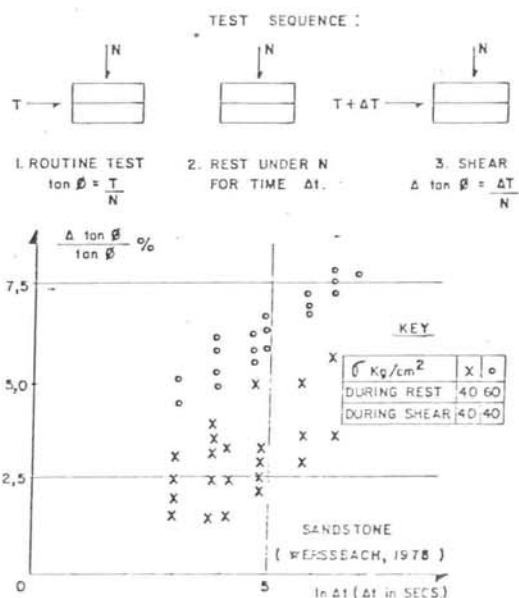 TEST SEQUENCE :
N
N
N
T
T + ΔT
1. ROUTINE TEST
tan Ø = T/N
2. REST UNDER N
FOR TIME Δt.
3. SHEAR
Δ tan Ø = ΔT/N
Δ tan Ø / tan Ø %
7,5
5,0
2,5
0
5
KEY
σ Kg/cm² X o
DURING REST 40 60
DURING SHEAR 40 40
SANDSTONE
( , 1978 )
ln Δt ( Δt in SECS.)